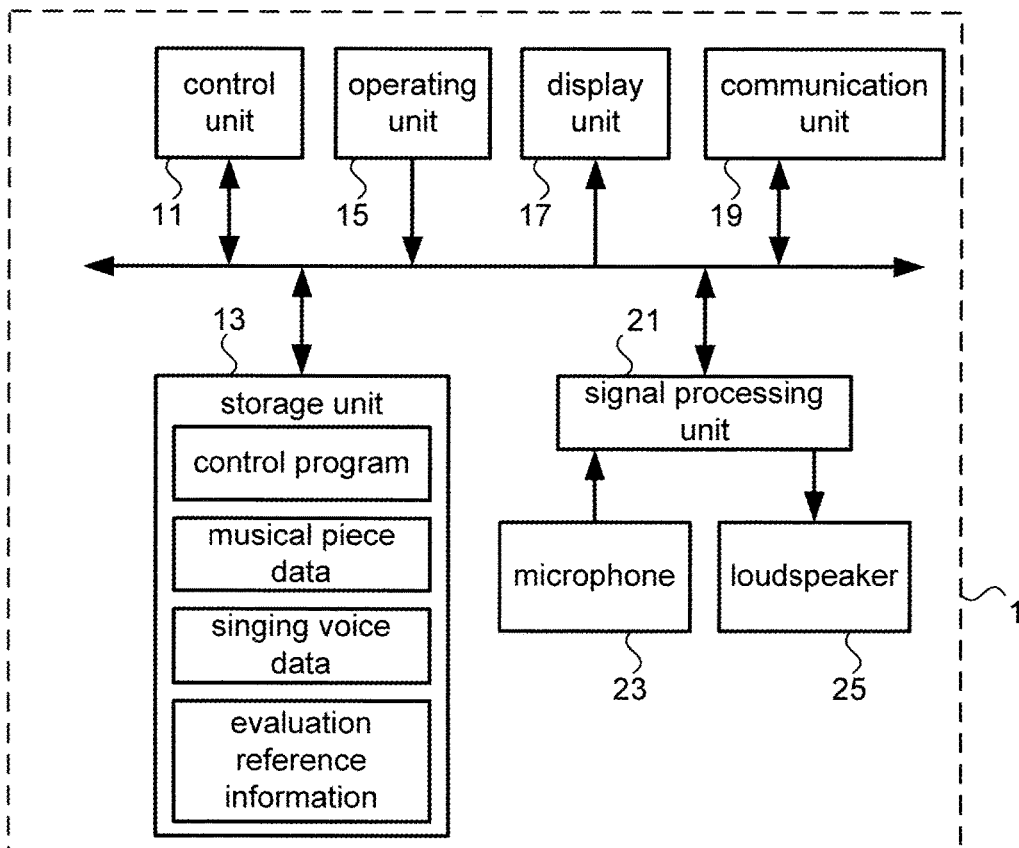 control
unit
operating
unit
display
unit
communication
unit
11
15
17
19
13
21
storage unit
control program
musical piece
data
singing voice
data
evaluation
reference
information
signal processing
unit
microphone
loudspeaker
23
25
1